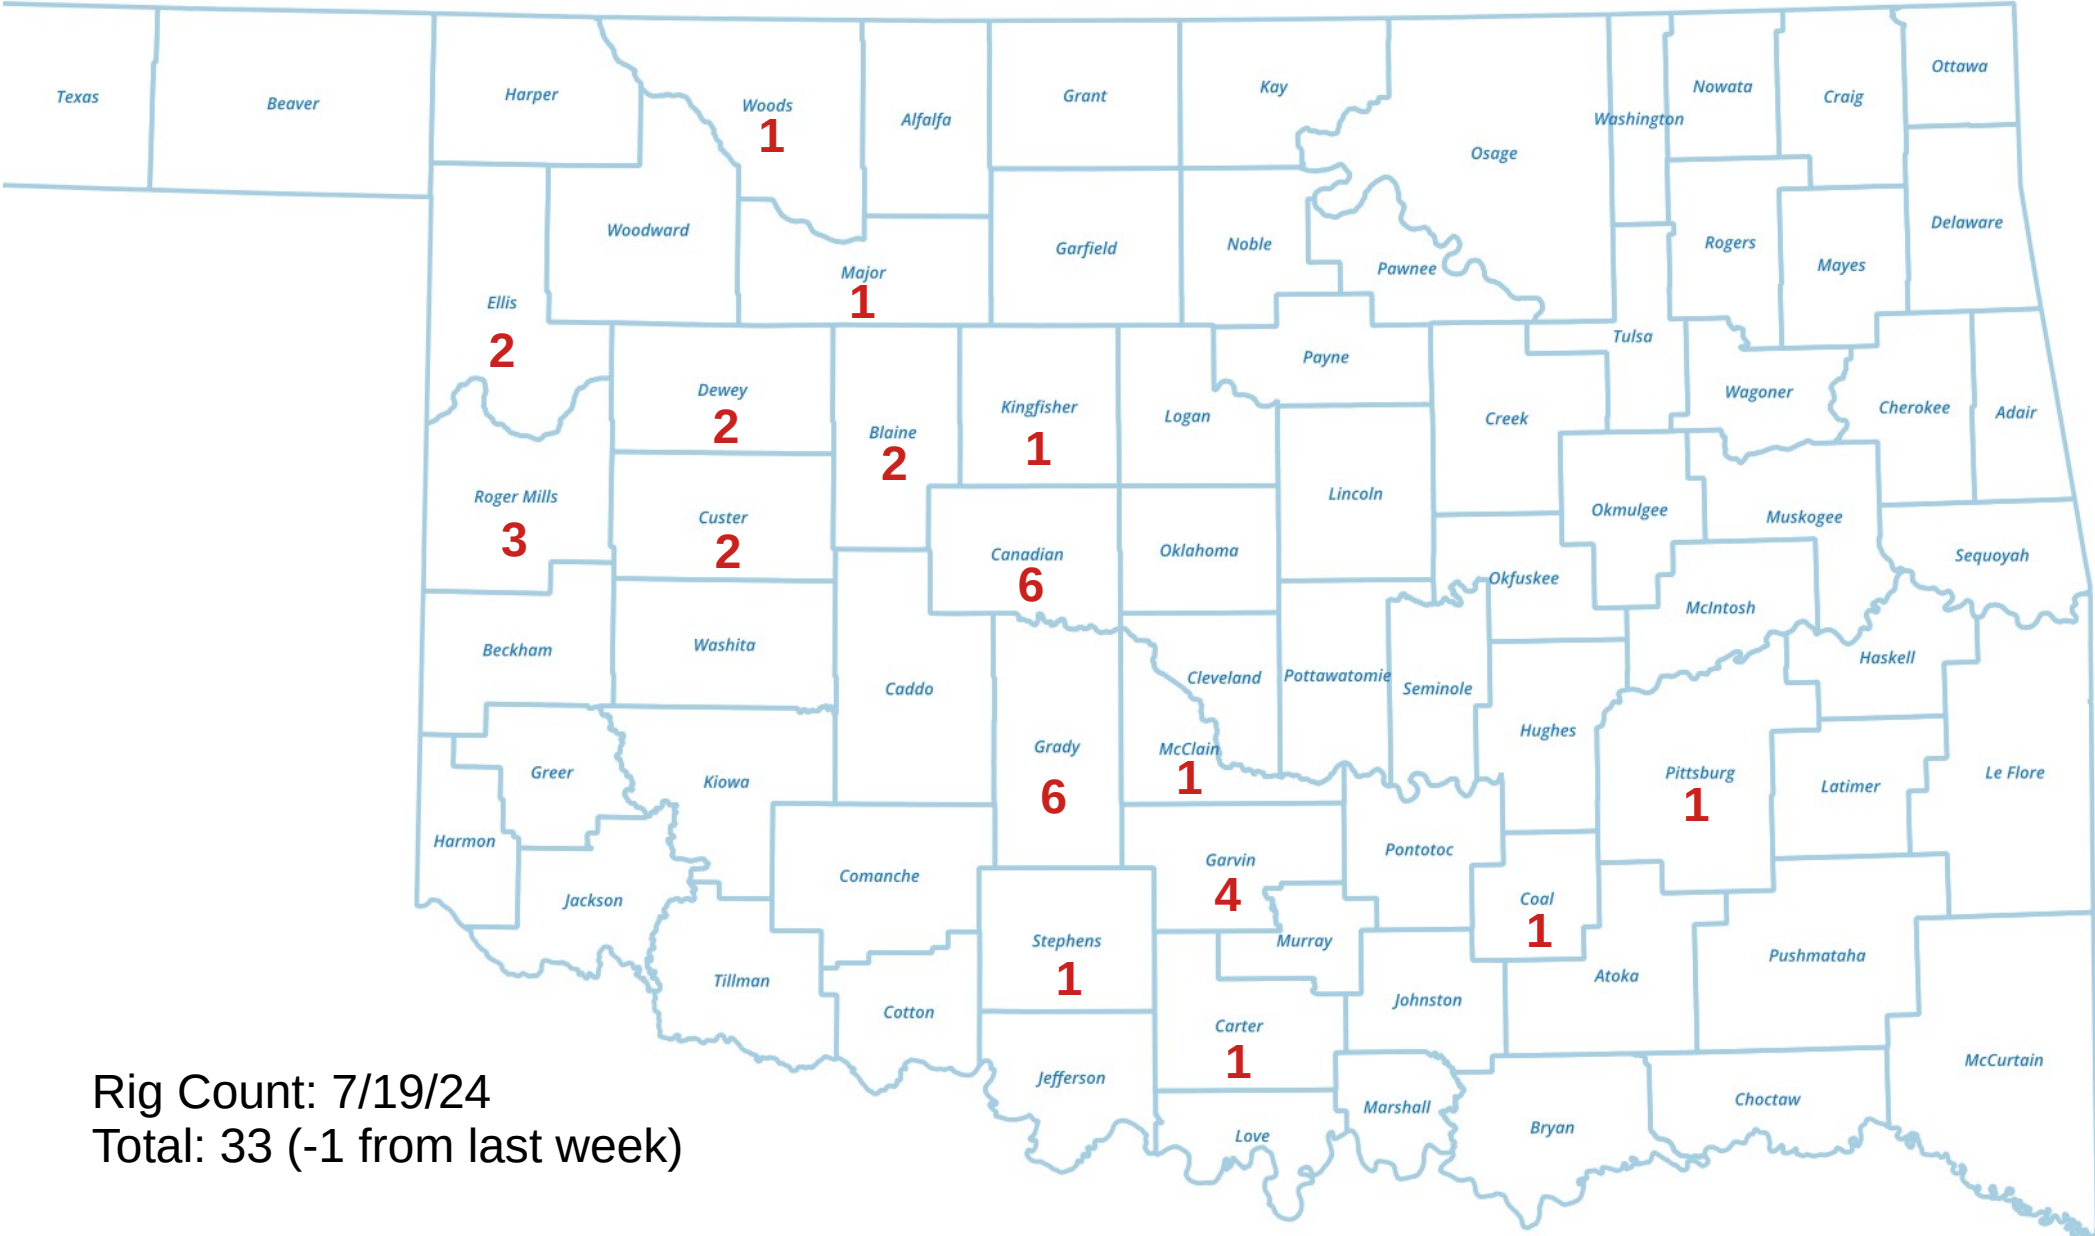 Texas
Beaver
Harper
Woods
1
Alfalfa
Grant
Kay
Osage
Washington
Nowata
Craig
Ottawa
Ellis
2
Woodward
Major
1
Garfield
Noble
Pawnee
Rogers
Mayes
Delaware
Dewey
2
Blaine
2
Kingfisher
1
Logan
Payne
Creek
Tulsa
Wagoner
Cherokee
Adair
Roger Mills
3
Custer
2
Canadian
6
Oklahoma
Lincoln
Okfuskee
Okmulgee
Muskogee
McIntosh
Sequoyah
Beckham
Washita
Caddo
Grady
6
McClain
1
Cleveland
Pottawatomie
Seminole
Hughes
Pittsburg
1
Haskell
Latimer
Le Flore
Harmon
Greer
Kiowa
Jackson
Comanche
Tillman
Cotton
Stephens
1
Garvin
4
Murray
Pontotoc
Coal
1
Atoka
Pushmataha
Johnston
Carter
1
Jefferson
Love
Marshall
Bryan
Choctaw
McCurtain
Rig Count: 7/19/24
Total: 33 (-1 from last week)